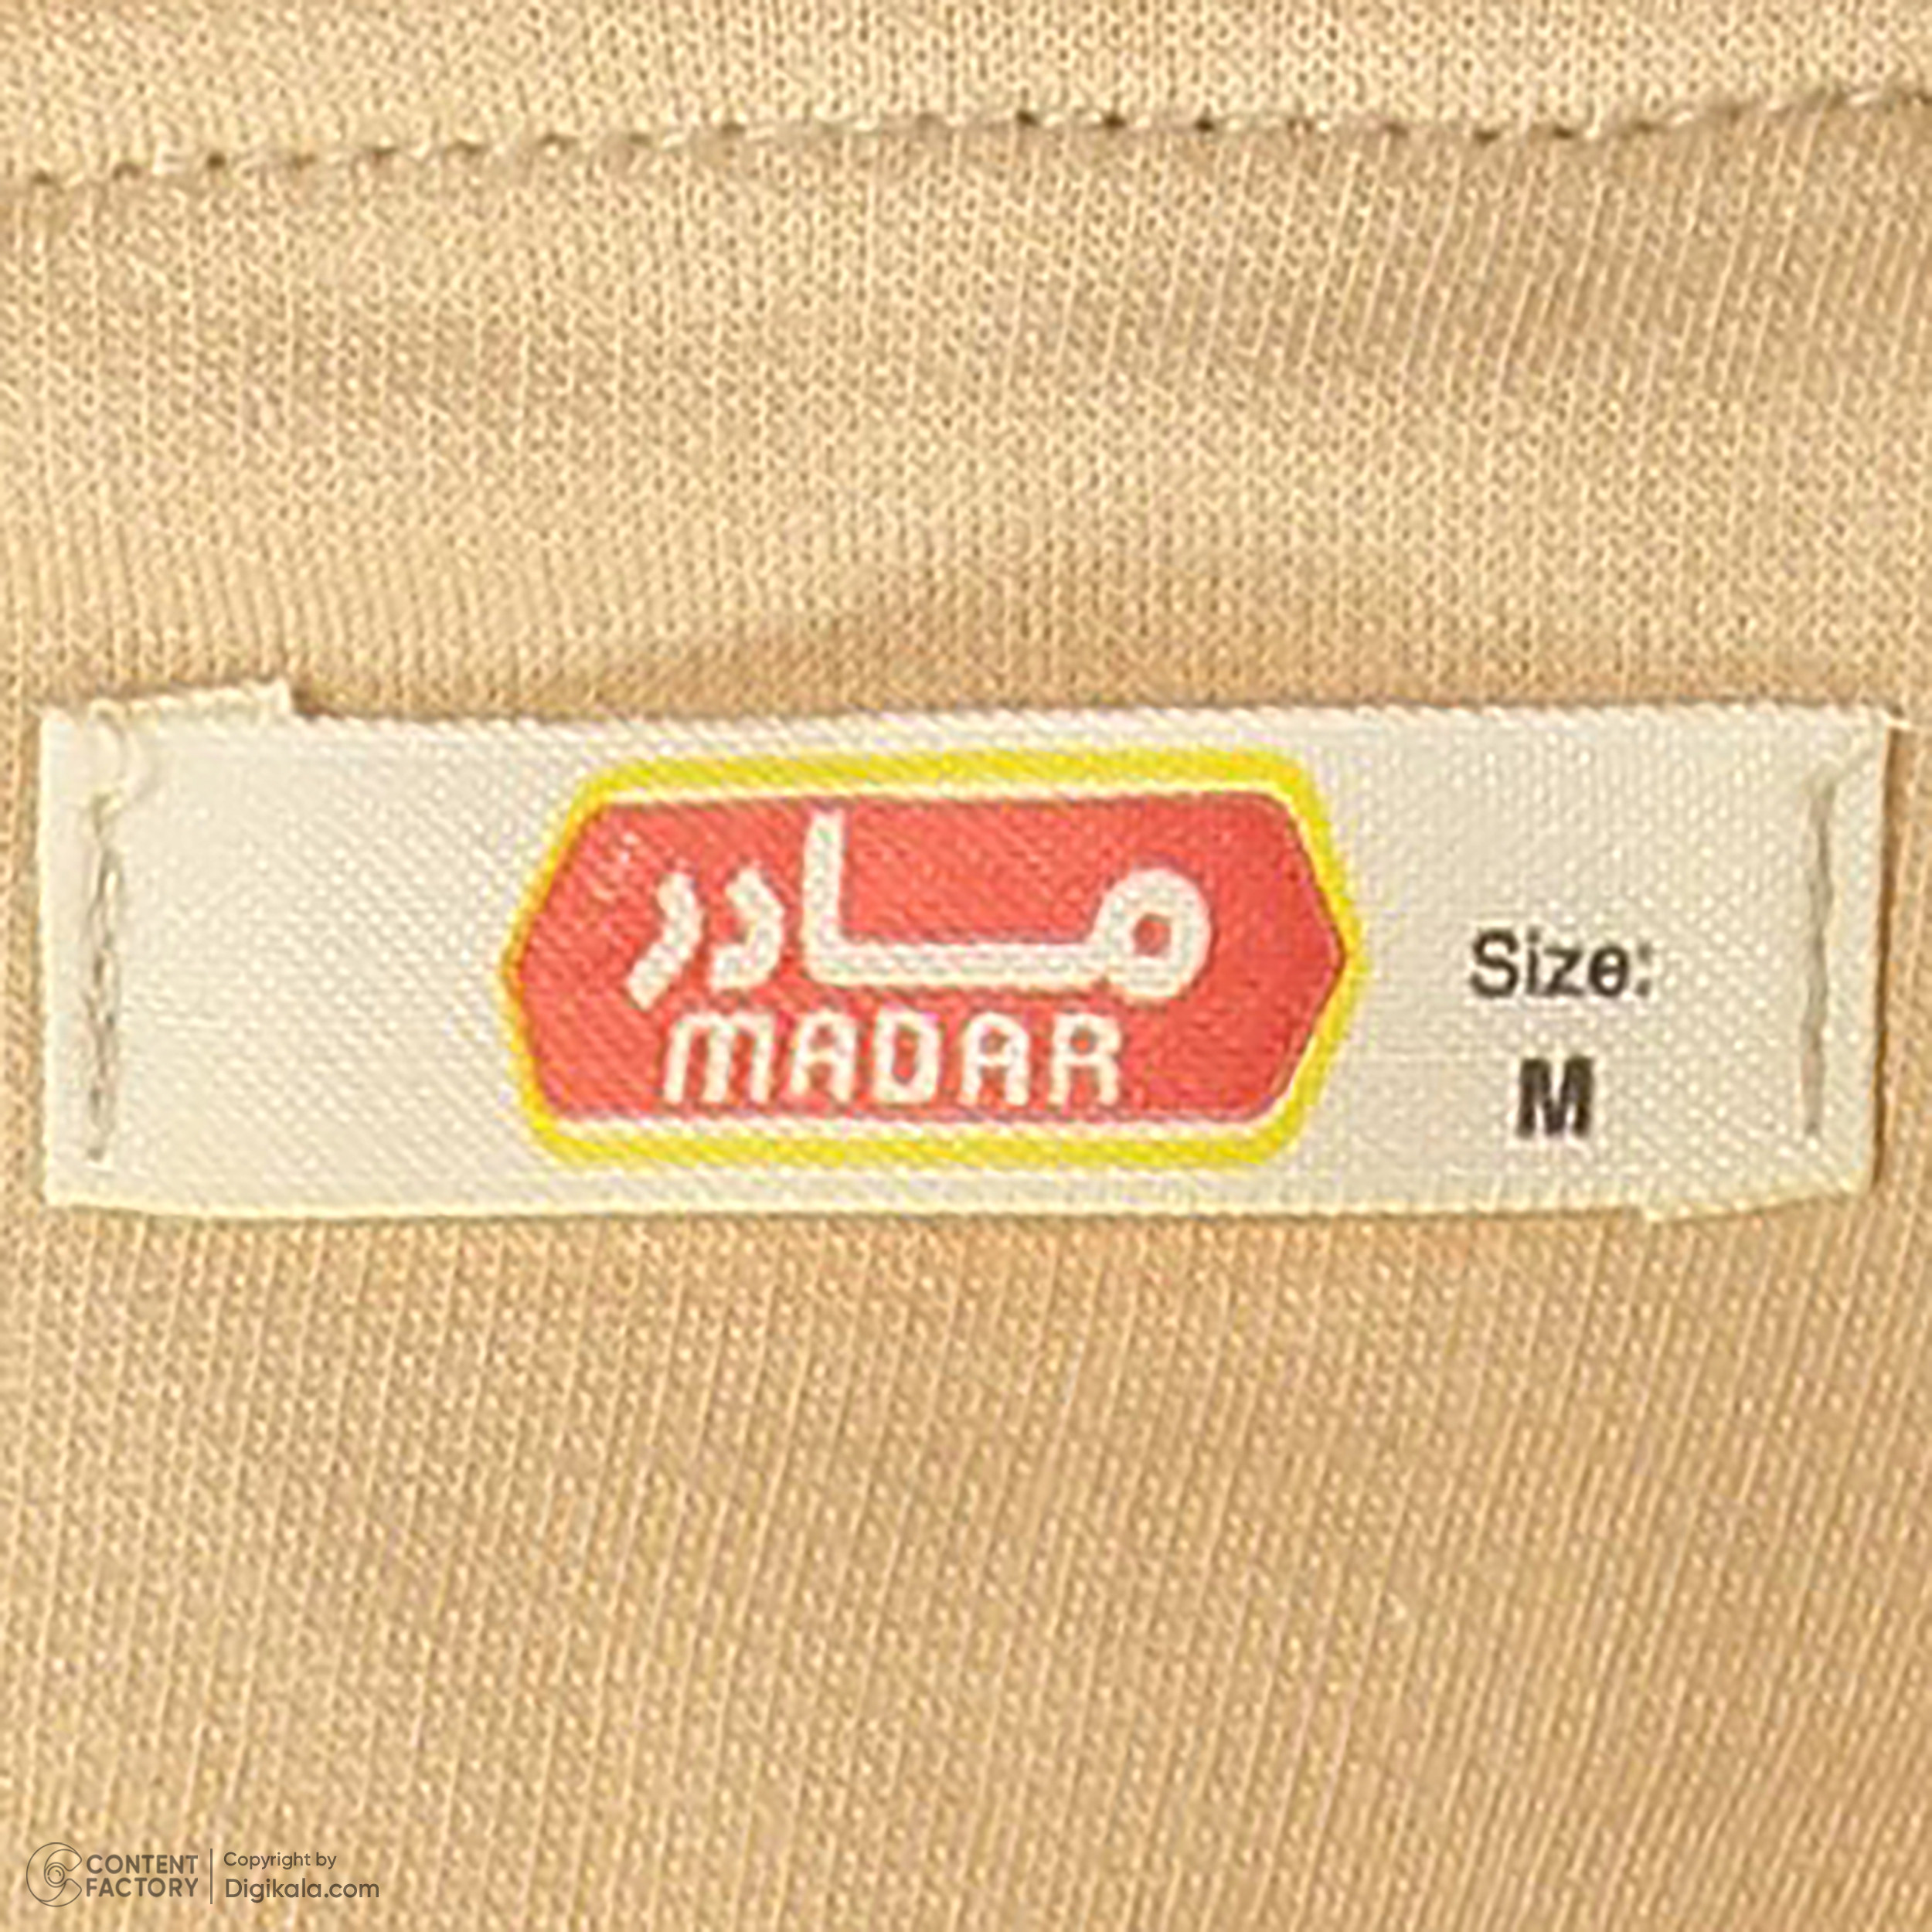 مادر
MADAR
Size:
M
CONTENT
FACTORY
Copyright by
Digikala.com